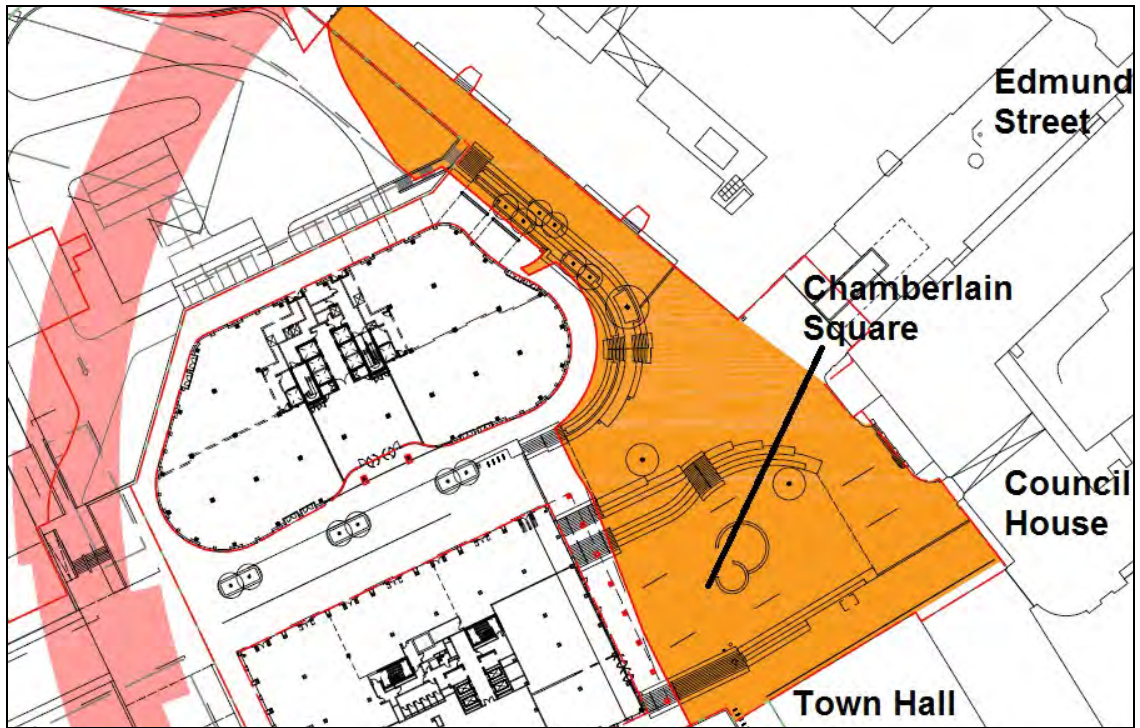 Edmund
Street
Chamberlain
Square
Council
House
Town Hall